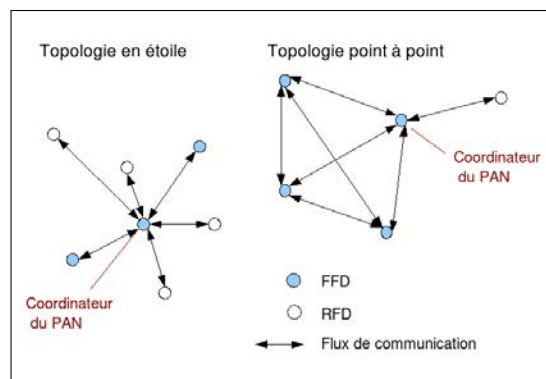 Topologie en étoile
Topologie point à point
Coordinateur
du PAN
Coordinateur
du PAN
FFD
RFD
Flux de communication